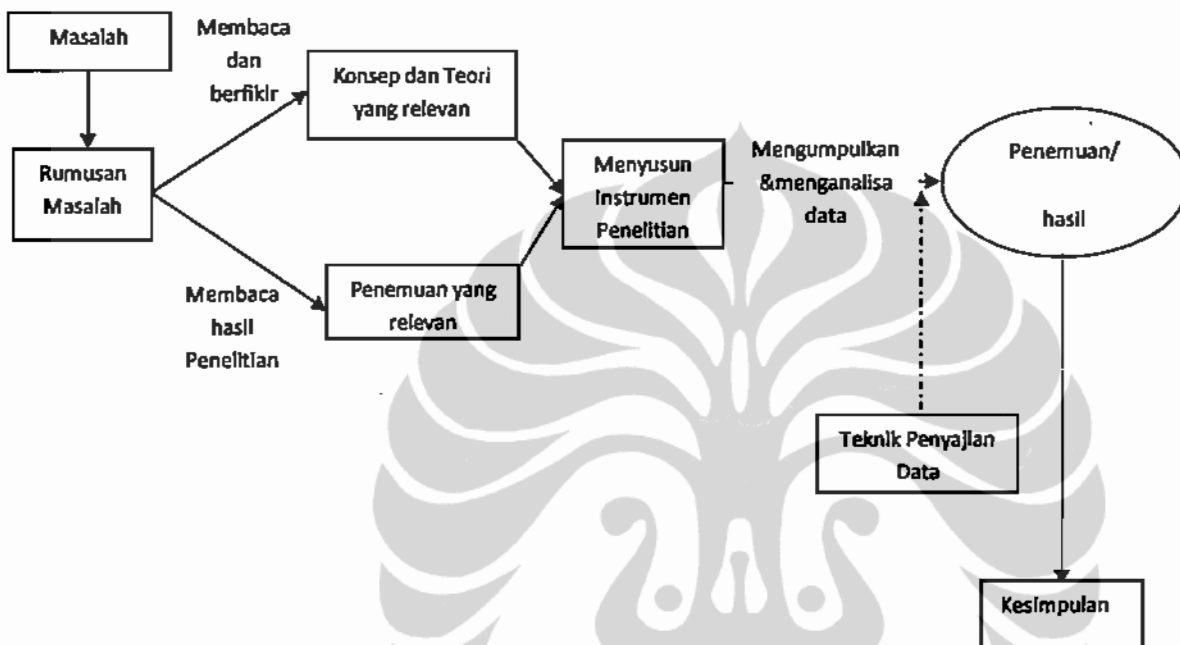 Masalah
Rumusan
Masalah
Membaca
dan
berfikir
Membaca
hasil
Penelitian
Konsep dan Teori
yang relevan
Penemuan yang
relevan
Menyusun
Instrumen
Penelitian
Mengumpulkan
&menganalisa
data
Teknik Penyajian
Data
Penemuan/
hasil
Kesimpulan